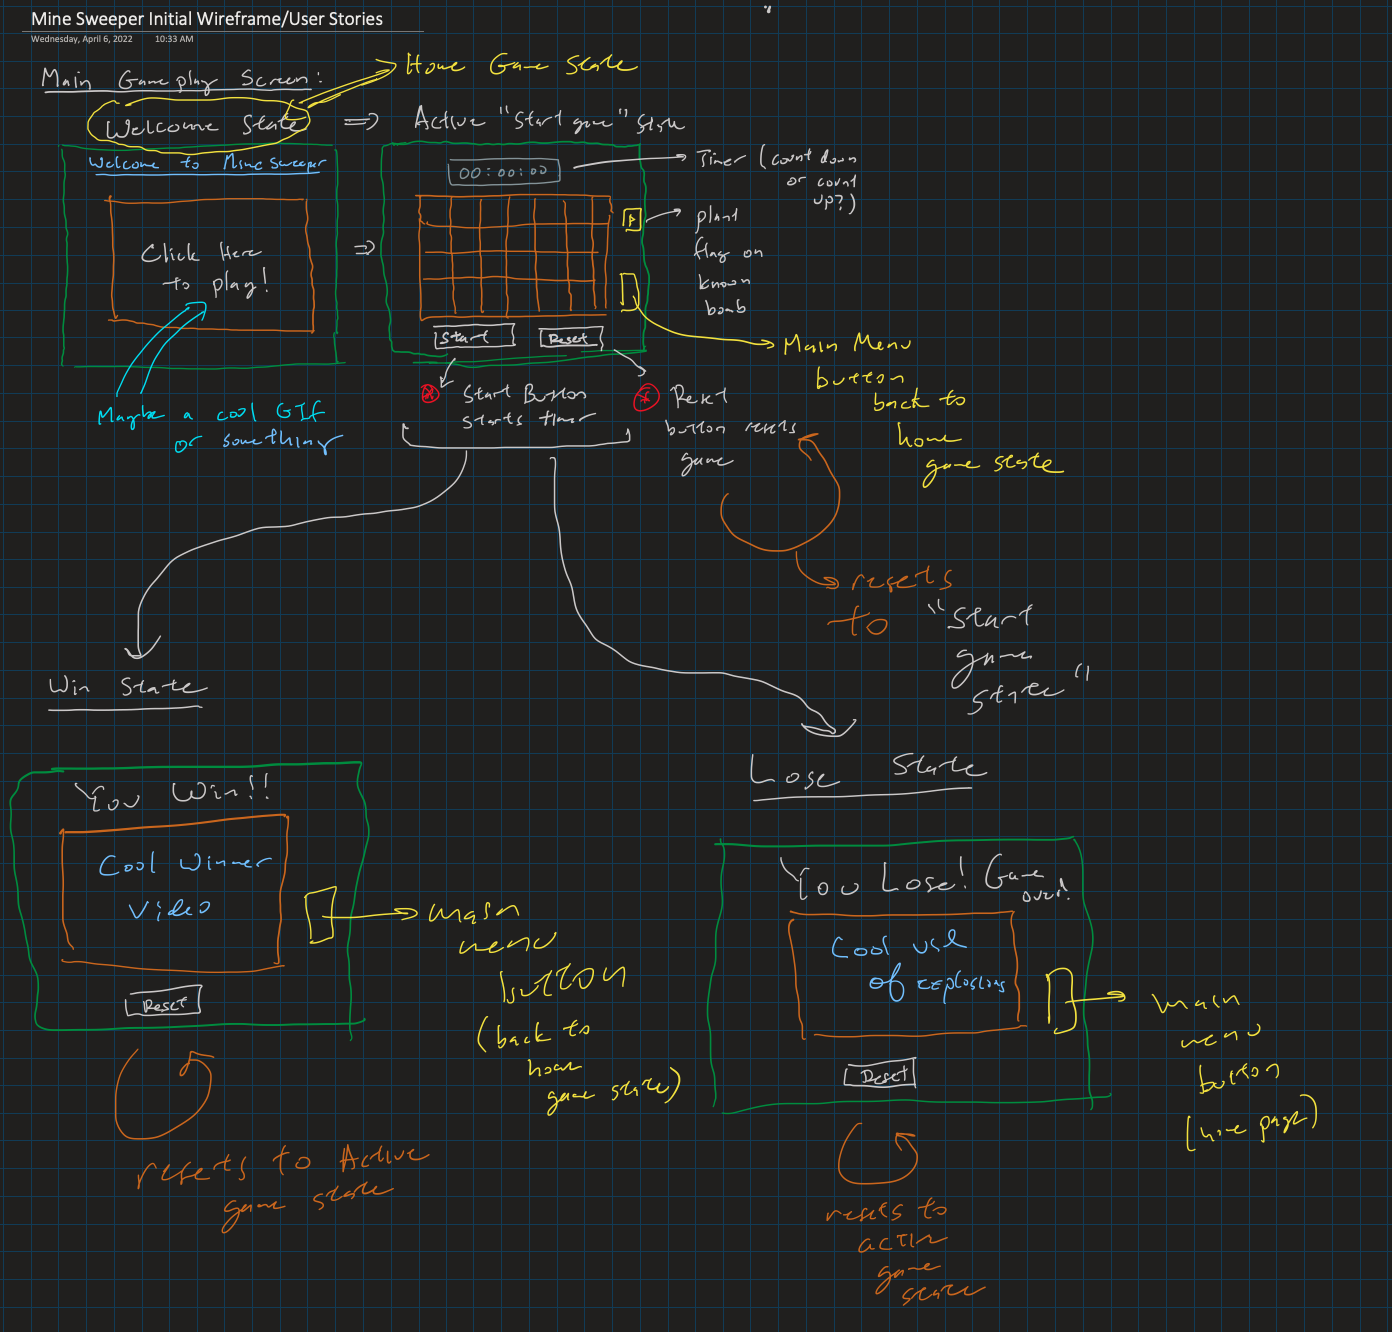 Mine Sweeper Initial Wireframe/User Stories
Wednesday, April 6, 2022 10:33 AM
Main Gameplay Screen:
Home Game State
Welcome State
=> Active "Start game" State
Welcome to Mine Sweeper
Click Here
to play!
Maybe a cool GIF
or something
=>
00:00:00
Timer (count down
or count
up?)
plant
flag on
known
bomb
Start
Reset
Start Button
starts timer
Reset
button resets
game
Main Menu
button
back to
home
game state
resets
to
"Start
game
state"
Win State
You Win!!
Cool Winner
Video
Reset
main
menu
button
(back to
home
game state)
resets to Active
game state
Lose State
You Lose! Game
over!
Cool use
of explosions
Reset
main
menu
button
(home page)
resets to
active
game
state